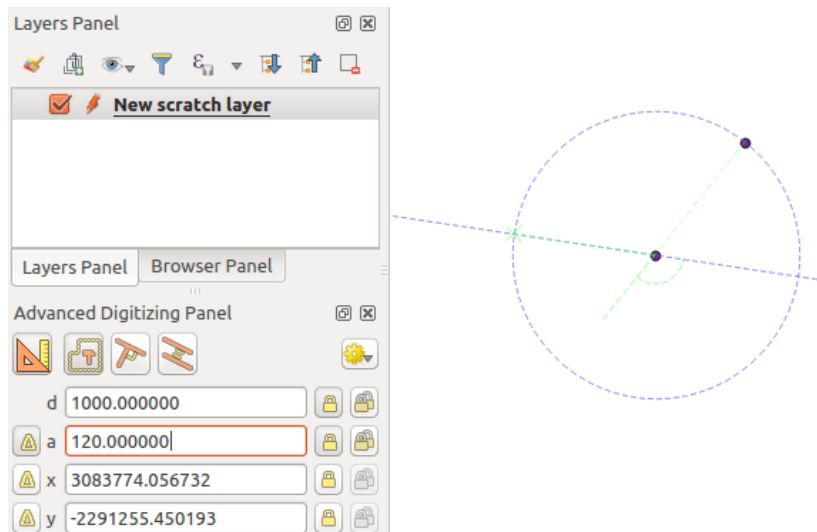 Layers Panel
New scratch layer
Layers Panel Browser Panel
Advanced Digitizing Panel
d 1000.000000
a 120.000000
x 3083774.056732
y -2291255.450193